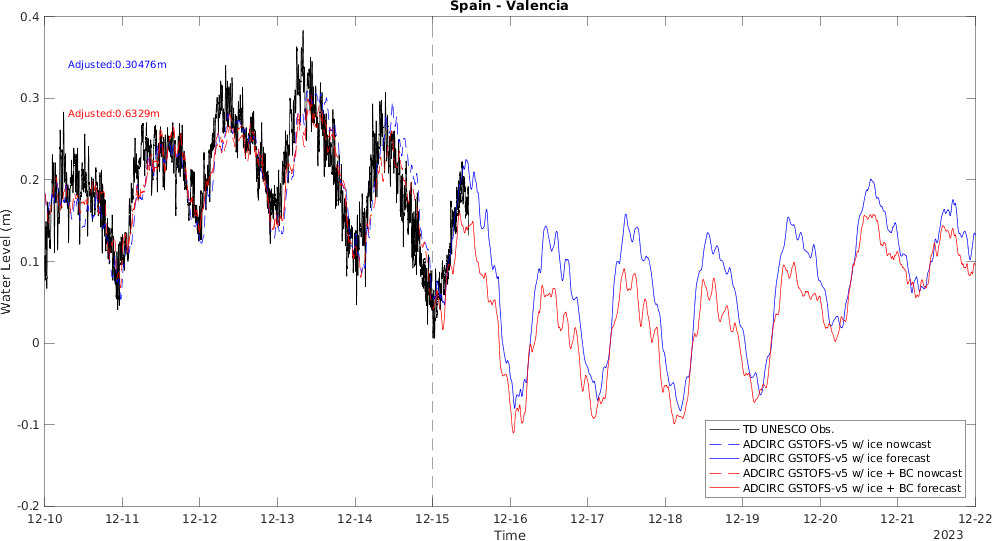 Spain - Valencia
0.4
Adjusted:0.30476m
0.3
Adjusted:0.6329m
0.2
Water Level (m)
0.1
0
-0.1
-0.2
TD UNESCO Obs.
ADCIRC GSTOFS-v5 w/ ice nowcast
ADCIRC GSTOFS-v5 w/ ice forecast
ADCIRC GSTOFS-v5 w/ ice + BC nowcast
ADCIRC GSTOFS-v5 w/ ice + BC forecast
12-10 12-11 12-12 12-13 12-14 12-15 12-16 12-17 12-18 12-19 12-20 12-21 12-22
Time
2023